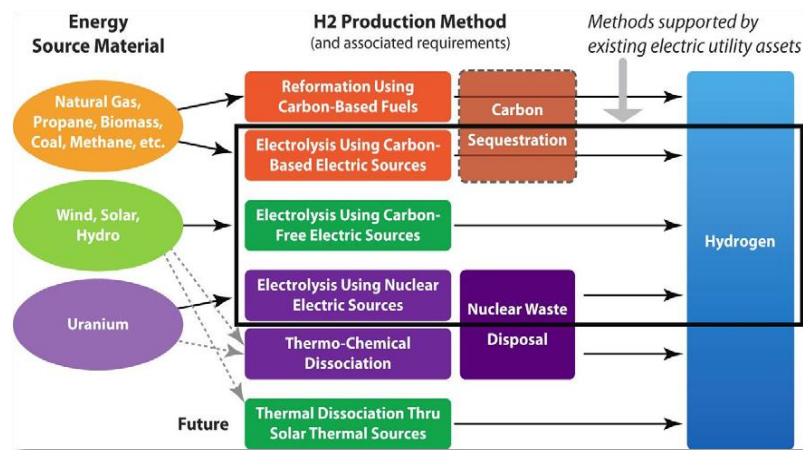 Energy
Source Material
H2 Production Method
(and associated requirements)
Methods supported by
existing electric utility assets
Natural Gas,
Propane, Biomass,
Coal, Methane, etc.
Reformation Using
Carbon-Based Fuels
Carbon
Sequestration
Electrolysis Using Carbon-
Based Electric Sources
Wind, Solar,
Hydro
Electrolysis Using Carbon-
Free Electric Sources
Hydrogen
Uranium
Electrolysis Using Nuclear
Electric Sources
Nuclear Waste
Disposal
Thermo-Chemical
Dissociation
Future
Thermal Dissociation Thru
Solar Thermal Sources